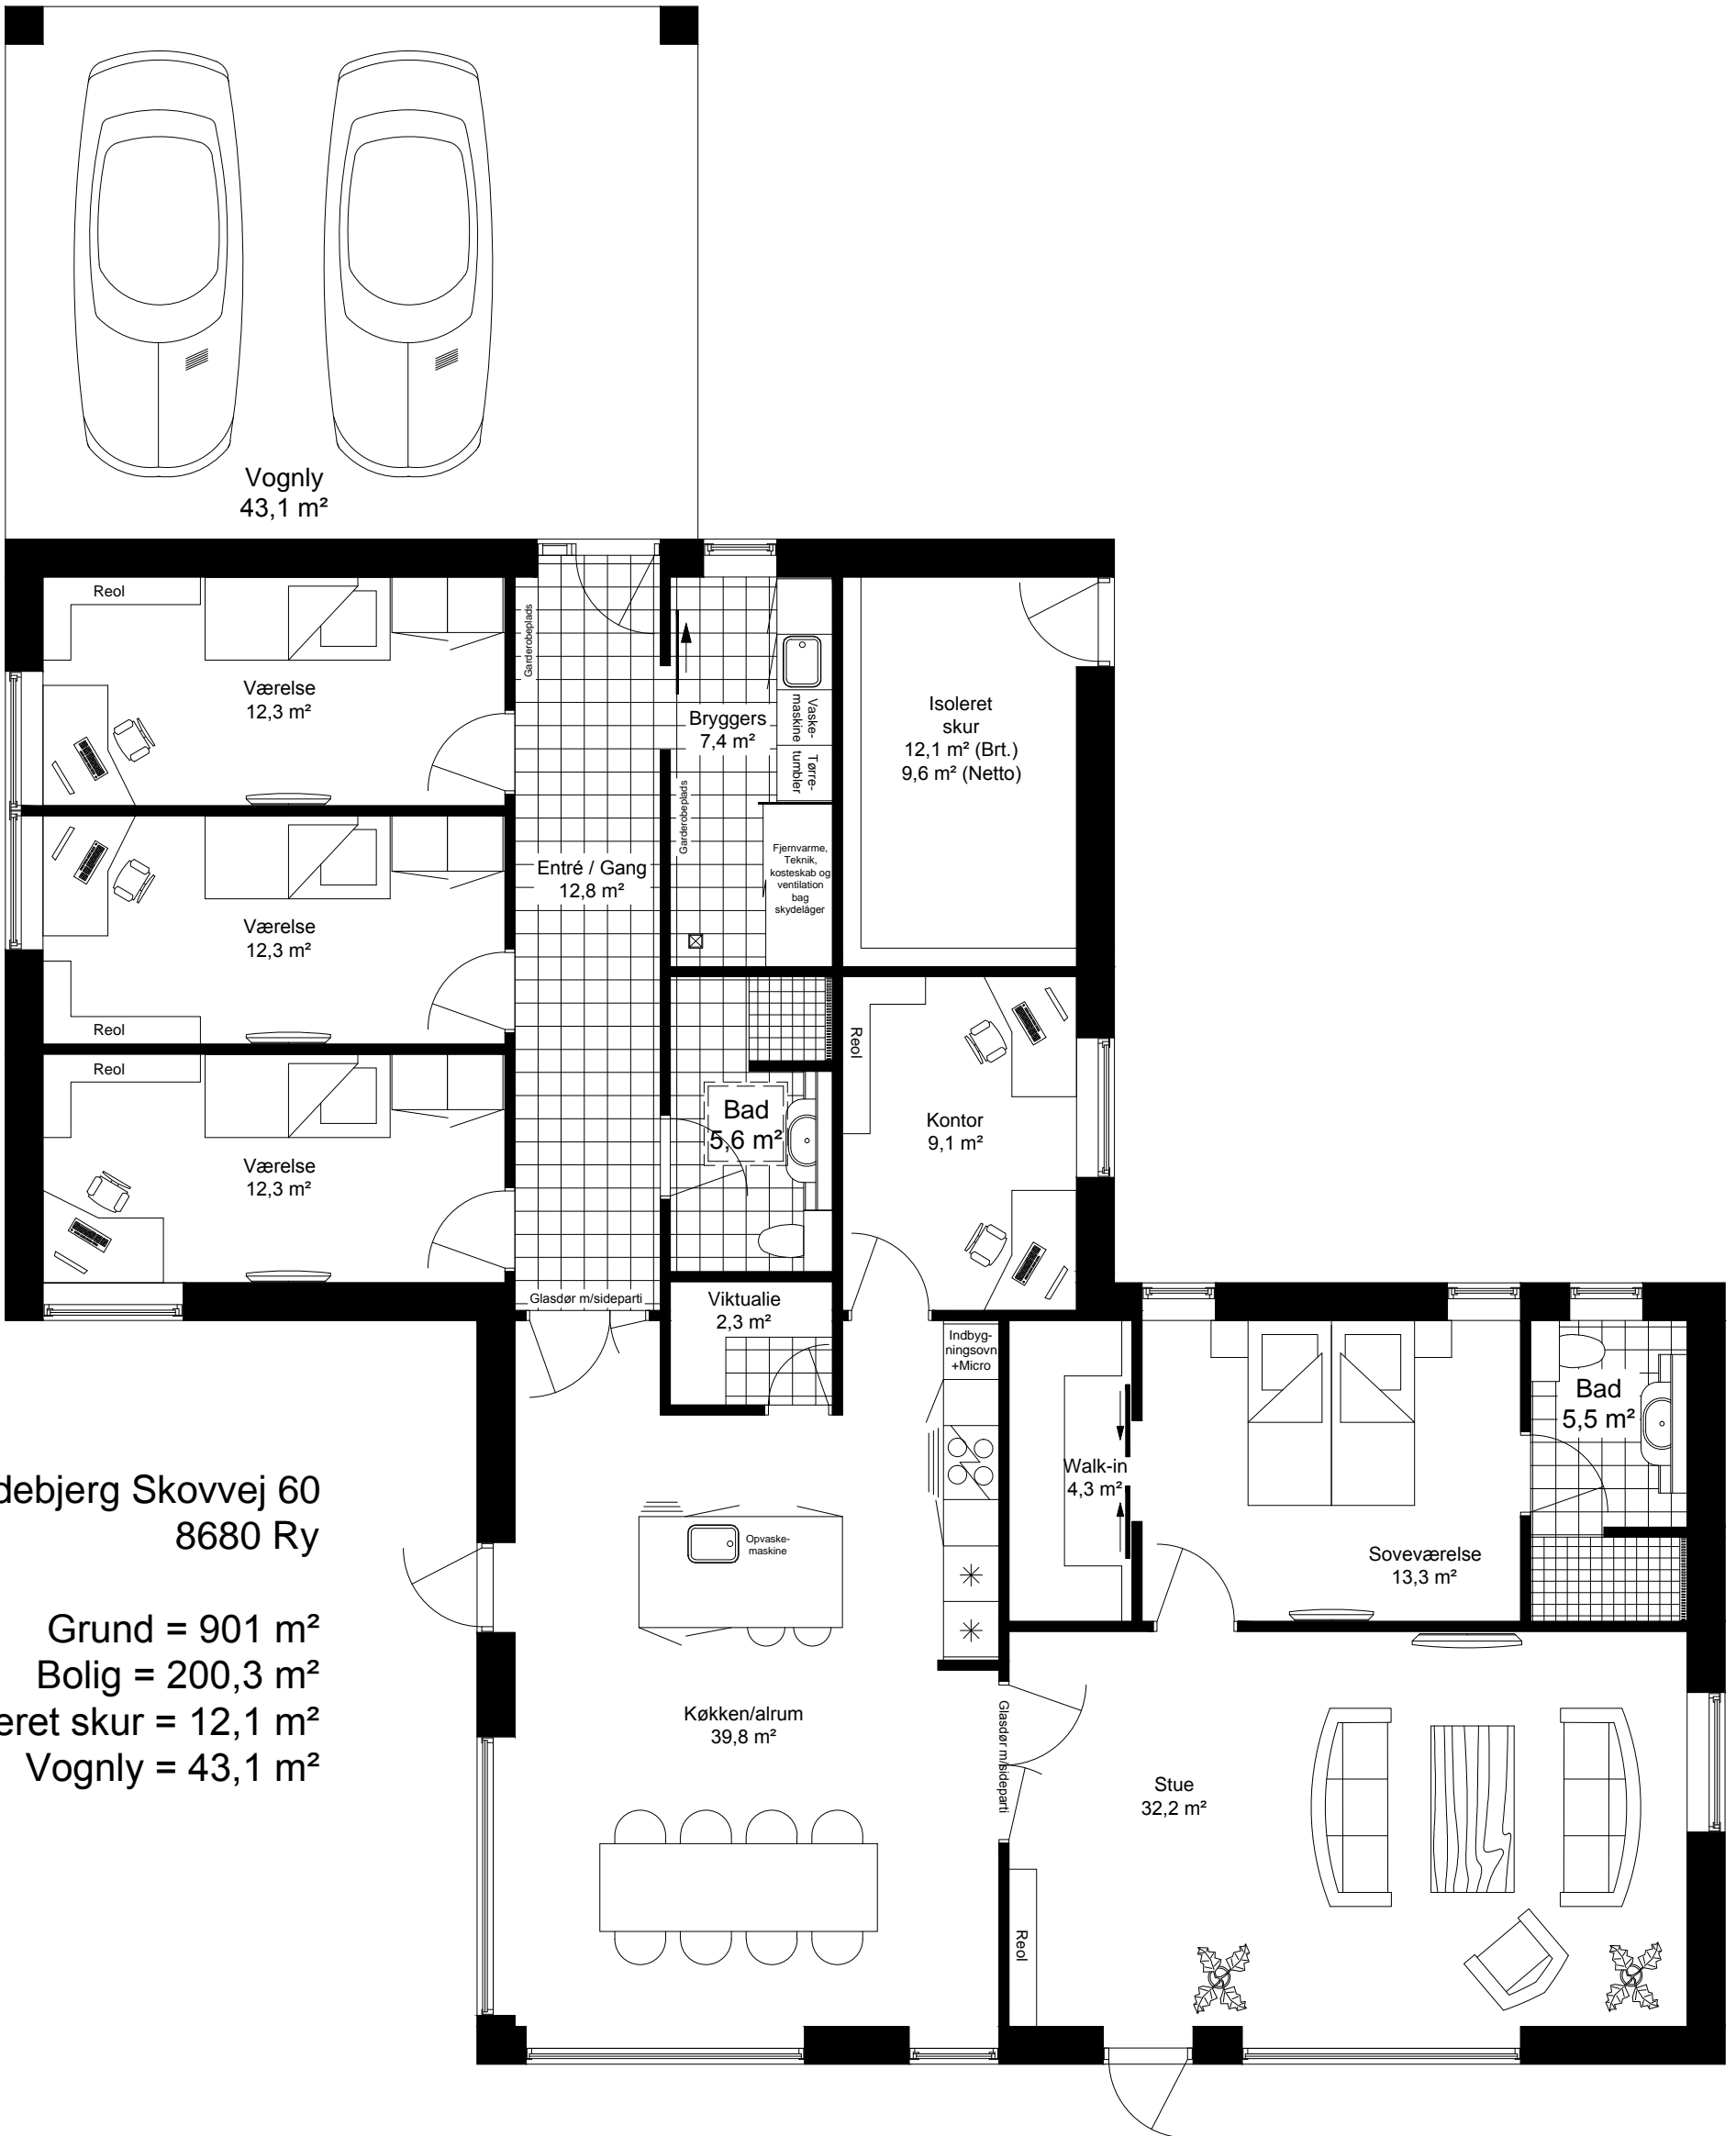 Vognly
43,1 m²
Reol
Værelse
12,3 m²
Garderobeplads
Bryggers
7,4 m²
Vaske-
maskine
Tørre-
tumbler
Garderobeplads
Fjernvarme,
Teknik,
kosteskab og
ventilation
bag
skydelåger
Isoleret
skur
12,1 m² (Brt.)
9,6 m² (Netto)
Entré / Gang
12,8 m²
Værelse
12,3 m²
Reol
Reol
Værelse
12,3 m²
Bad
5,6 m²
Reol
Kontor
9,1 m²
Glasdør m/sideparti
Viktualie
2,3 m²
Indbyg-
ningsovn
+Micro
Walk-in
4,3 m²
Soveværelse
13,3 m²
Bad
5,5 m²
Opvaske-
maskine
Køkken/alrum
39,8 m²
Glasdør m/sideparti
Stue
32,2 m²
Reol
debjerg Skovvej 60
8680 Ry
Grund = 901 m²
Bolig = 200,3 m²
eret skur = 12,1 m²
Vognly = 43,1 m²